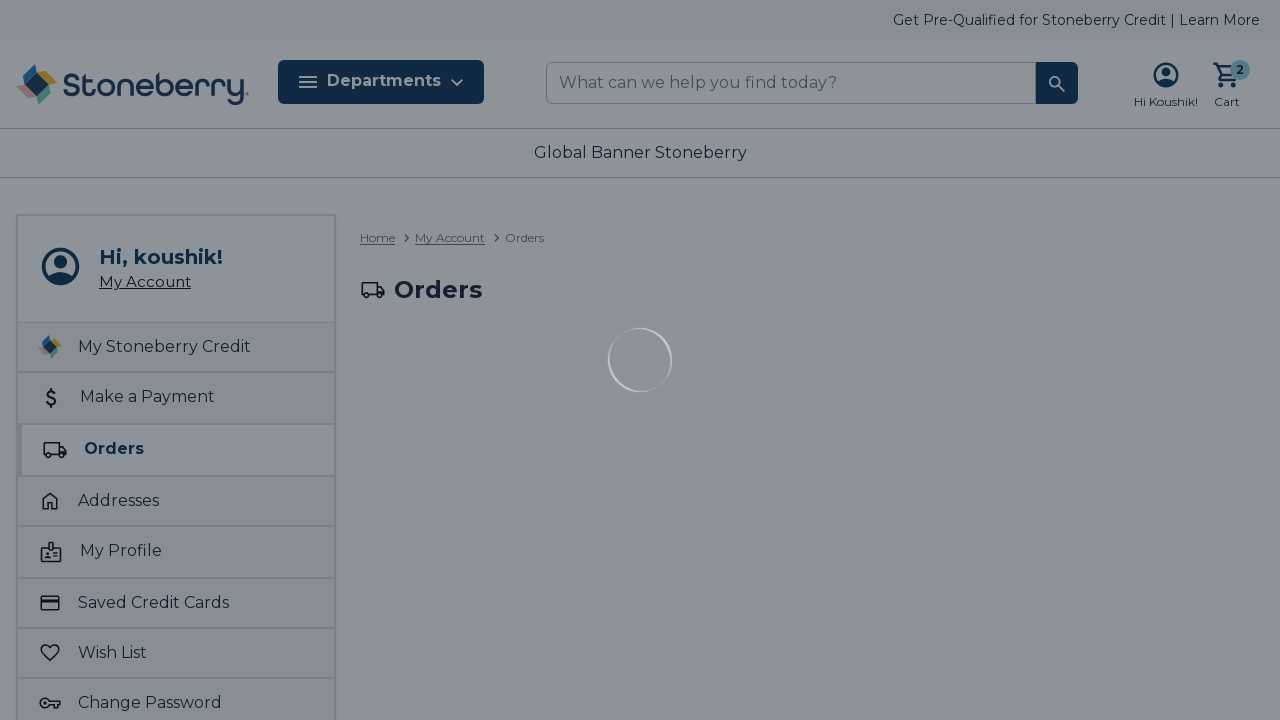 Get Pre-Qualified for Stoneberry Credit | Learn More
Stoneberry
Departments
What can we help you find today?
Hi Koushik!
2
Cart
Global Banner Stoneberry
Hi, koushik!
My Account
Home > My Account > Orders
Orders
My Stoneberry Credit
Make a Payment
Orders
Addresses
My Profile
Saved Credit Cards
Wish List
Change Password